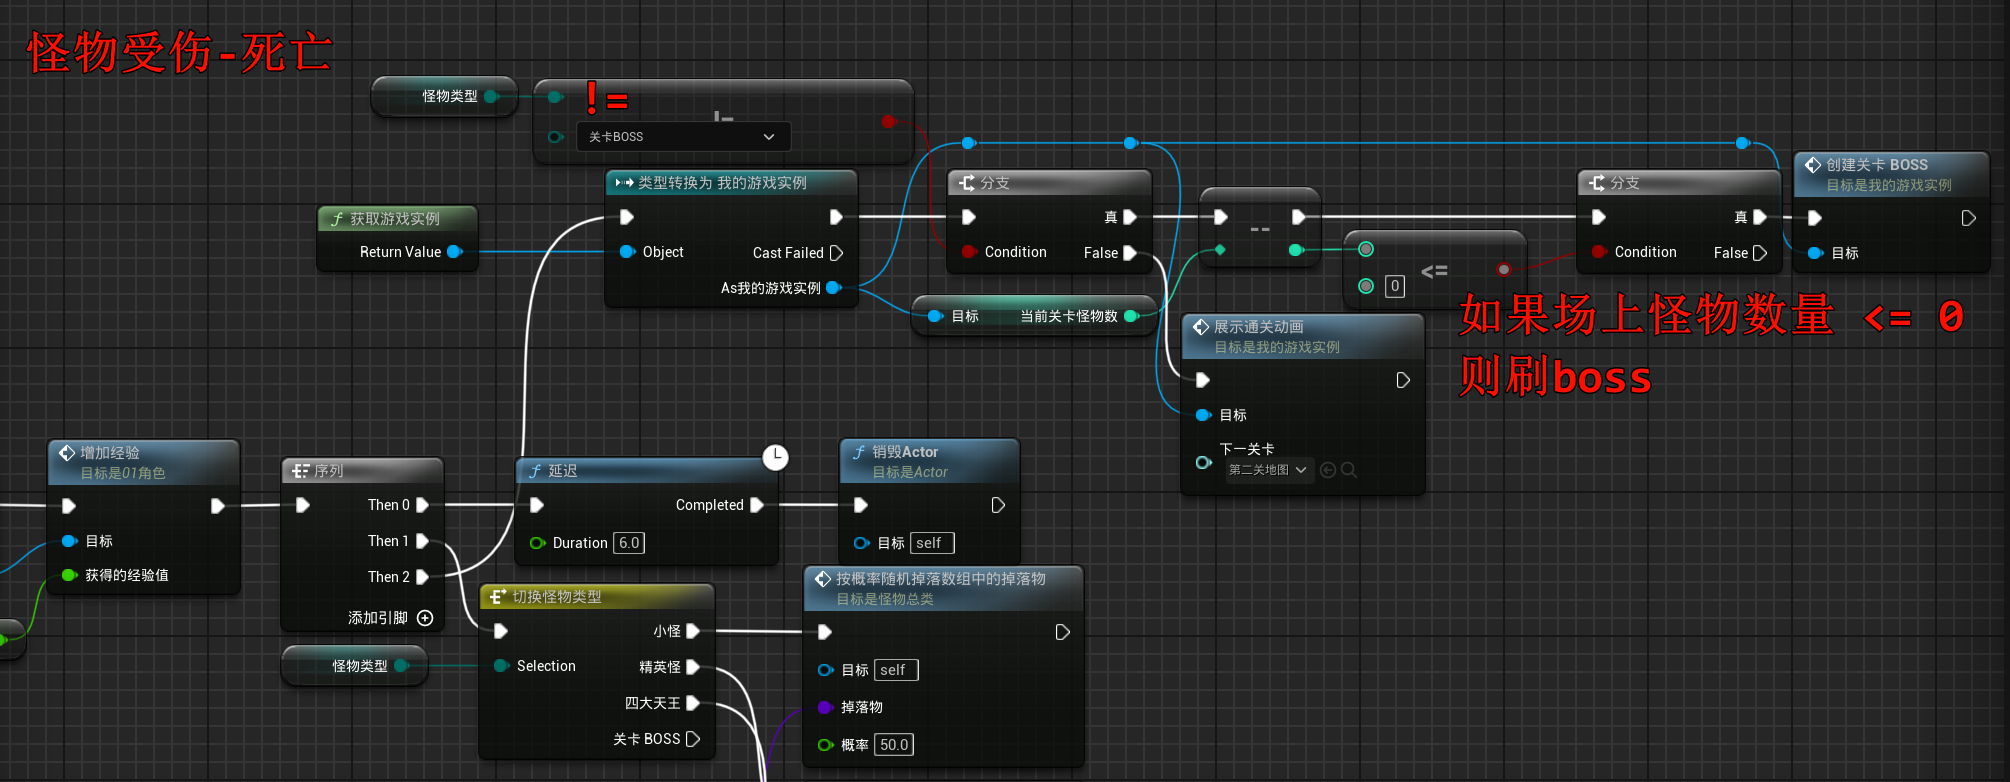 怪物受伤-死亡
怪物类型
!=
!=
关卡BOSS
获取游戏实例
Return Value
类型转换为 我的游戏实例
Object
Cast Failed
As我的游戏实例
分支
真
Condition
False
目标
当前关卡怪物数
--
<=
0
分支
真
Condition
False
创建关卡 BOSS
目标是我的游戏实例
目标
如果场上怪物数量 <= 0
则刷boss
展示通关动画
目标是我的游戏实例
目标
下一关卡
第二关地图
增加经验
目标是01角色
目标
获得的经验值
序列
Then 0
Then 1
Then 2
添加引脚
延迟
Completed
Duration 6.0
销毁Actor
目标是Actor
目标 self
怪物类型
切换怪物类型
小怪
Selection
精英怪
四大天王
关卡 BOSS
按概率随机掉落数组中的掉落物
目标是怪物总类
目标 self
掉落物
概率 50.0